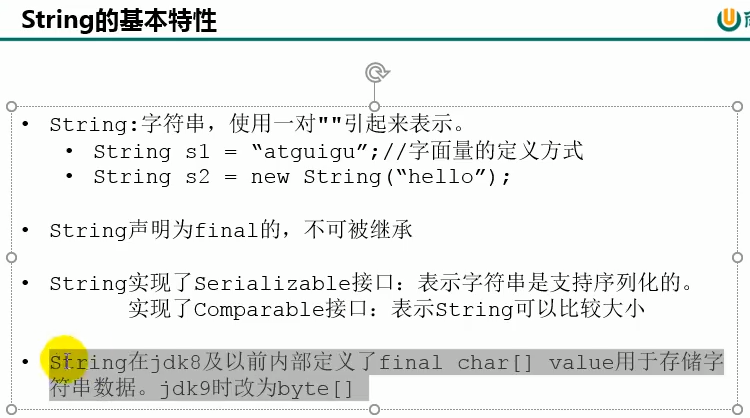 String的基本特性
• String:字符串，使用一对""引起来表示。
• String s1 = “atguigu”;//字面量的定义方式
• String s2 = new String(“hello”);
• String声明为final的，不可被继承
• String实现了Serializable接口：表示字符串是支持序列化的。
实现了Comparable接口：表示String可以比较大小
• String在jdk8及以前内部定义了final char[] value用于存储字
符串数据。jdk9时改为byte[]